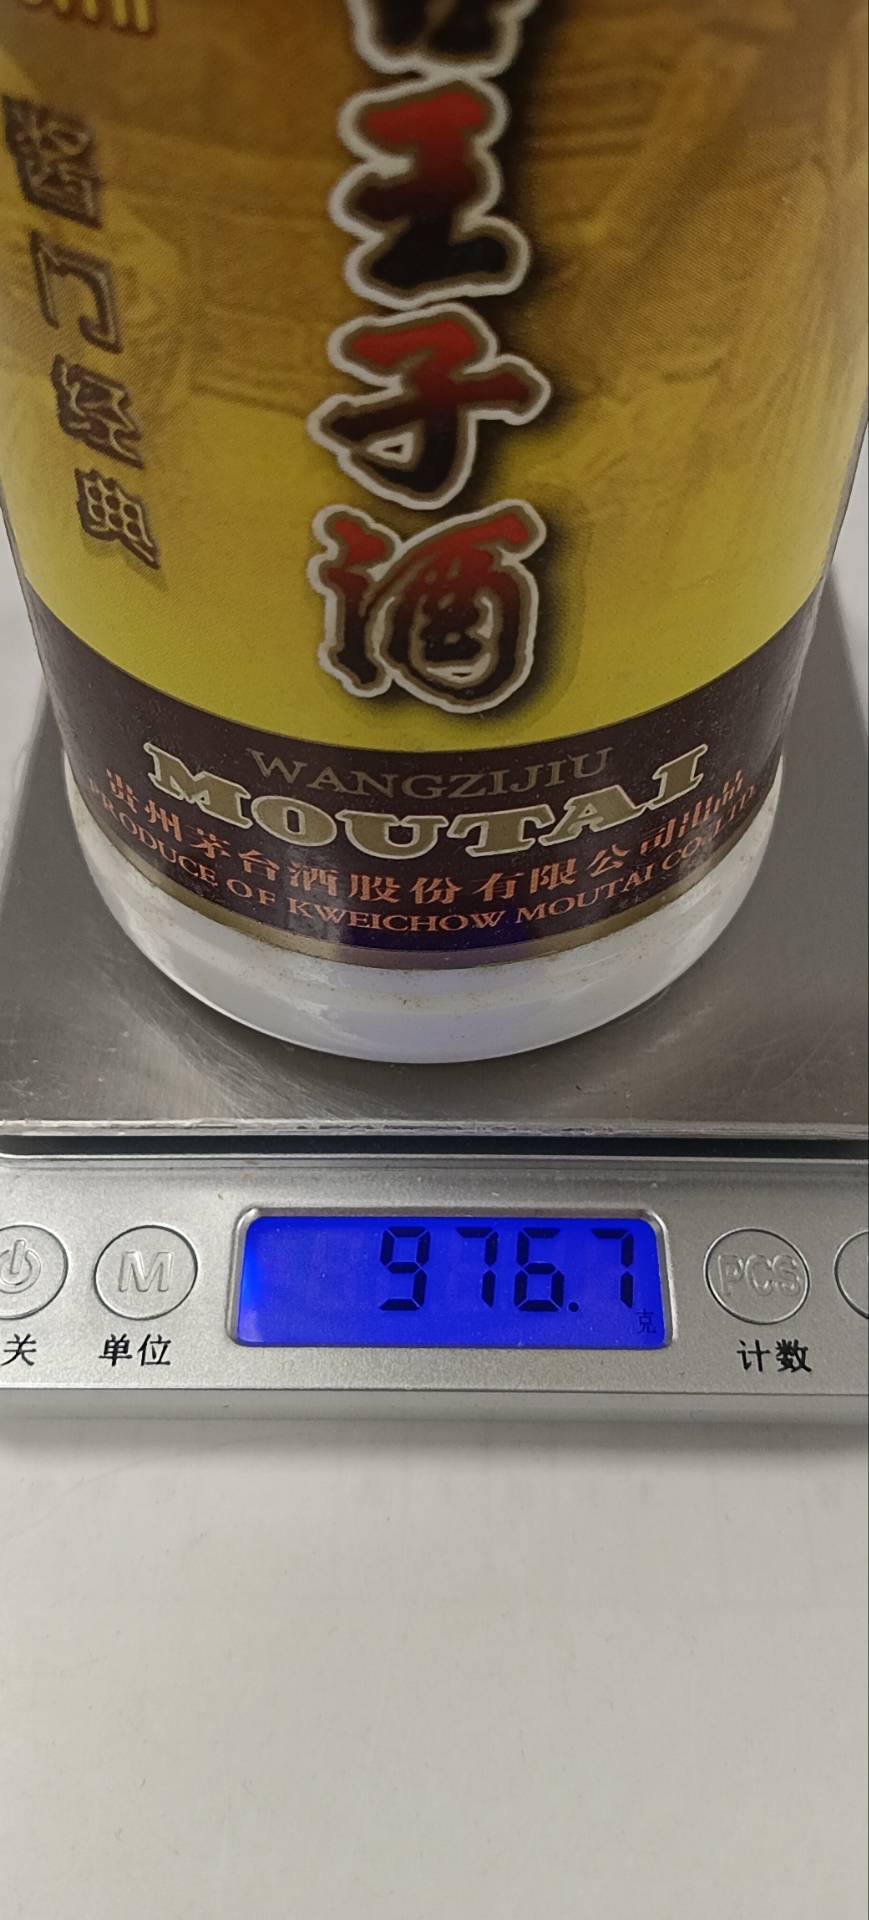 王子酒
酱门经典
WANGZIJIU
MOUTAI
贵州茅台酒股份有限公司出品
PRODUCE OF KWEICHOW MOUTAI CO., LTD.
976.7
克
M
PCS
关
单位
计数